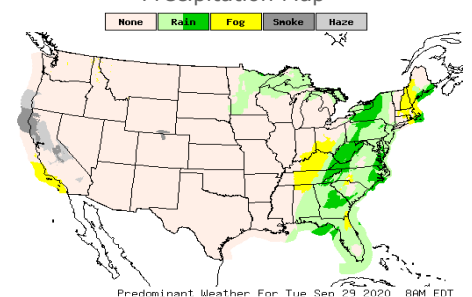 Precipitation Map
None Rain Fog Smoke Haze
Predominant Weather For Tue Sep 29 2020 8AM EDT